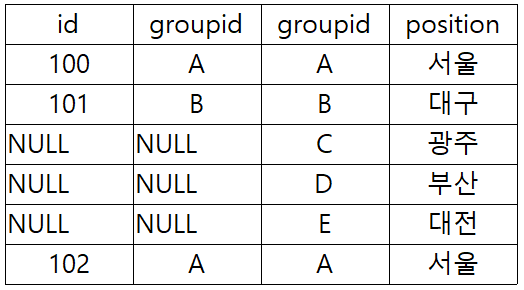 id groupid groupid position
100 A A 서울
101 B B 대구
NULL NULL C 광주
NULL NULL D 부산
NULL NULL E 대전
102 A A 서울